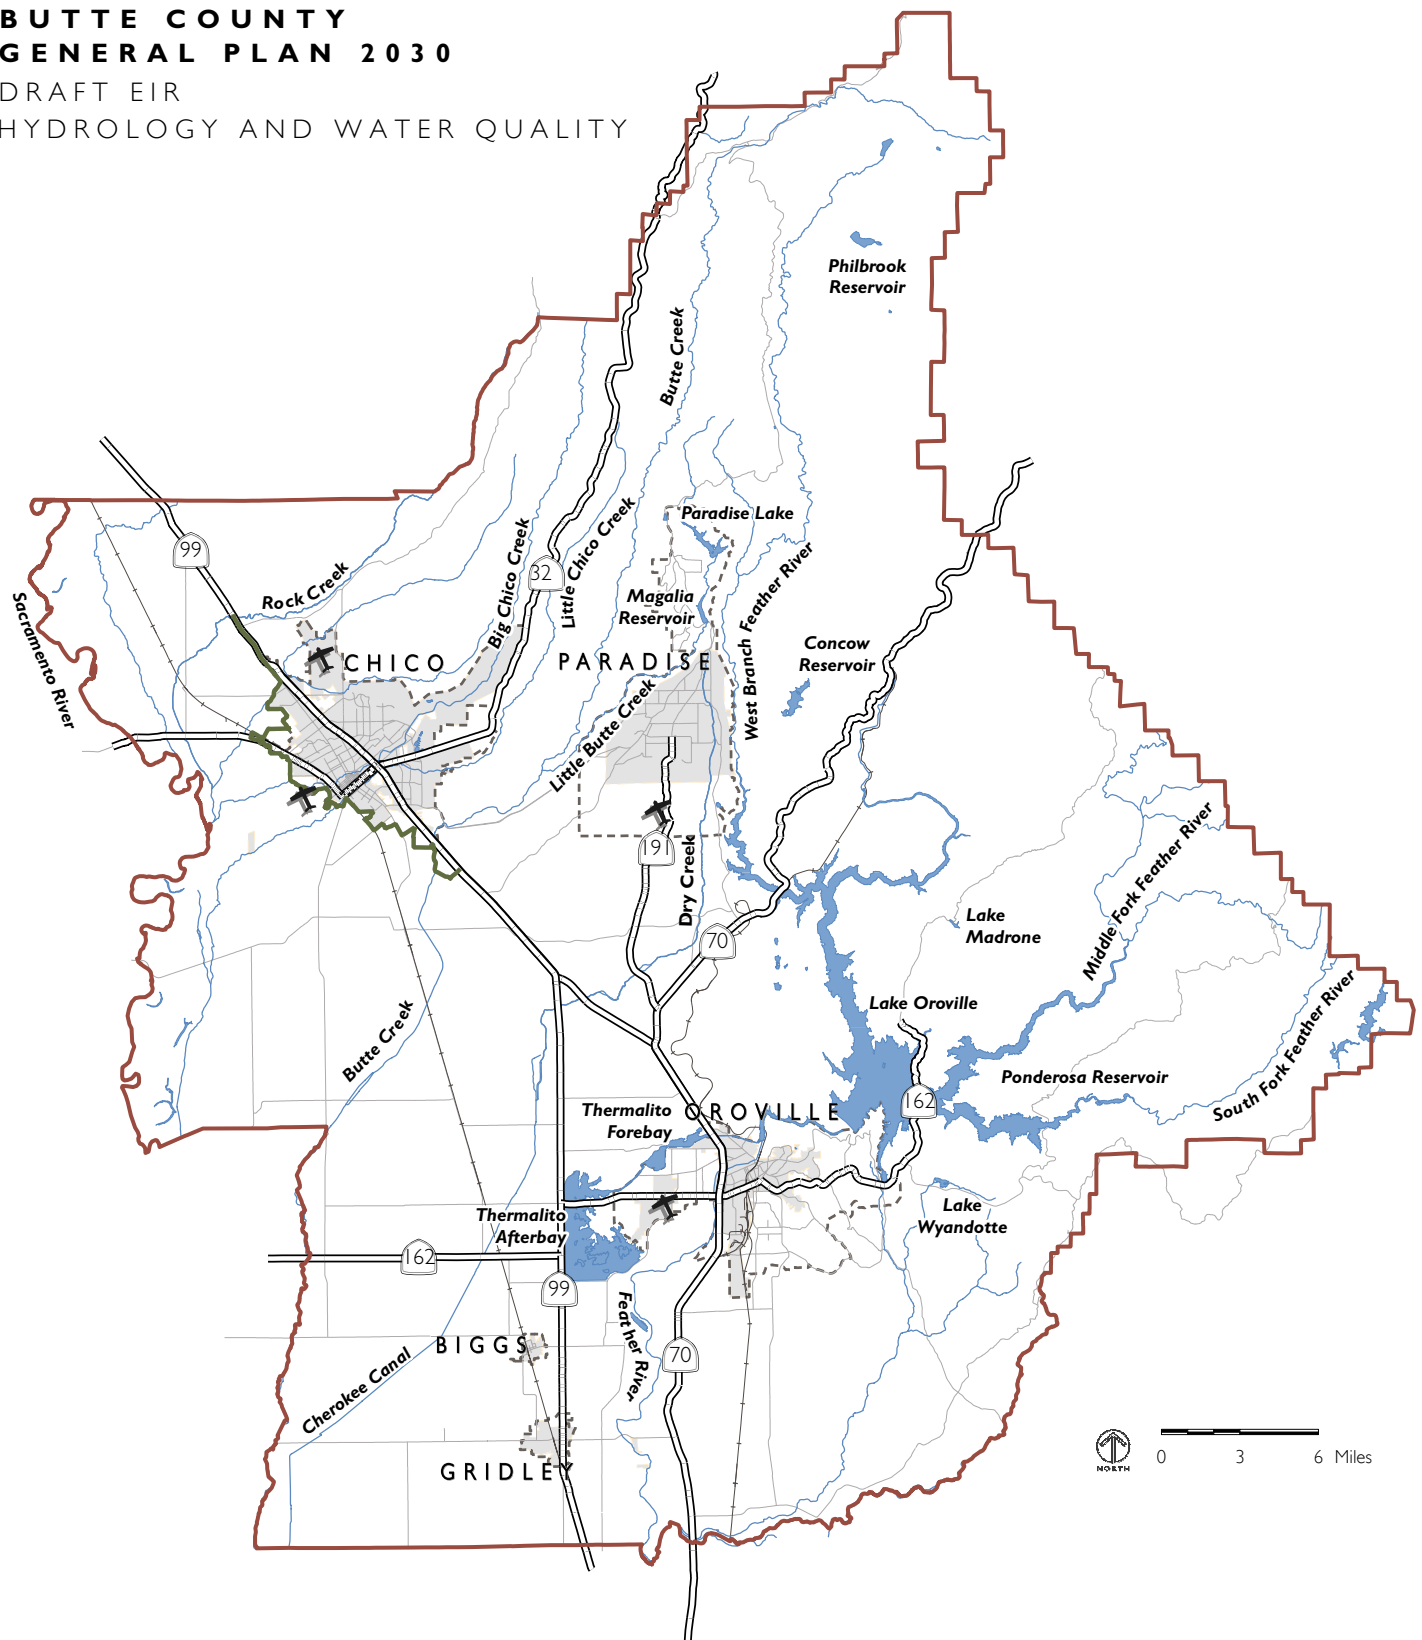 BUTTE COUNTY
GENERAL PLAN 2030
DRAFT EIR
HYDROLOGY AND WATER QUALITY
Philbrook
Reservoir
Butte Creek
99
Sacramento River
Rock Creek
Big Chico Creek
32
Little Chico Creek
Paradise Lake
Magalia
Reservoir
West Branch Feather River
Concow
Reservoir
CHICO
PARADISE
Little Butte Creek
191
Dry Creek
70
Lake
Madrone
Middle Fork Feather River
Lake Oroville
Butte Creek
Ponderosa Reservoir
South Fork Feather River
Thermalito
Forebay
OROVILLE
162
Thermalito
Afterbay
Lake
Wyandotte
162
99
Feather River
BIGGS
70
Cherokee Canal
GRIDLEY
NORTH
0 3 6 Miles